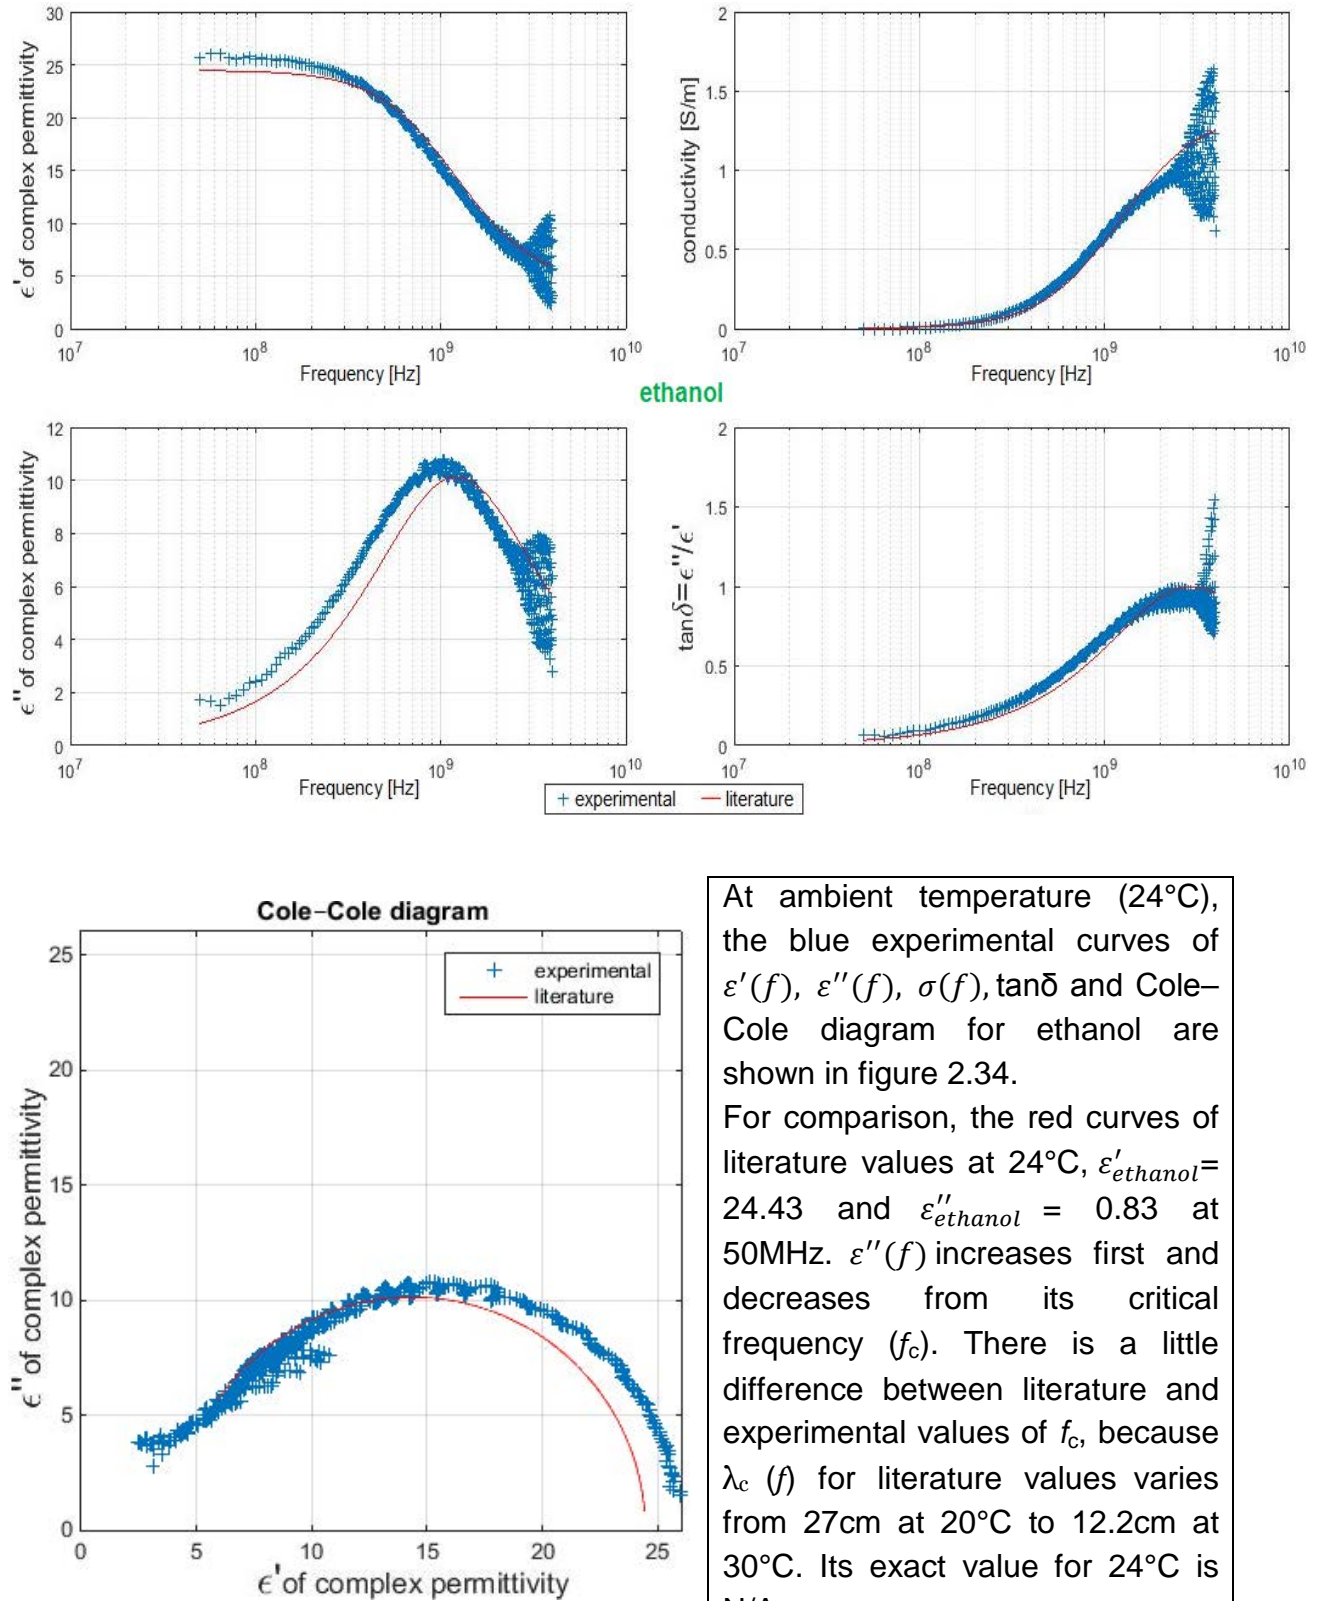 30
25
20
15
10
5
0
10^7
10^8
10^9
10^10
Frequency [Hz]
ϵ' of complex permittivity
2
1.5
1
0.5
0
10^7
10^8
10^9
10^10
Frequency [Hz]
conductivity [S/m]
ethanol
12
10
8
6
4
2
0
10^7
10^8
10^9
10^10
Frequency [Hz]
ϵ'' of complex permittivity
2
1.5
1
0.5
0
10^7
10^8
10^9
10^10
Frequency [Hz]
tanδ=ϵ''/ϵ'
+ experimental — literature
Cole–Cole diagram
25
20
15
10
5
0
0
5
10
15
20
25
experimental
literature
ϵ'' of complex permittivity
ϵ' of complex permittivity
At ambient temperature (24°C),
the blue experimental curves of
ε′(f), ε′′(f), σ(f), tanδ and Cole–
Cole diagram for ethanol are
shown in figure 2.34.
For comparison, the red curves of
literature values at 24°C, ε′ethanol=
24.43 and ε′′ethanol = 0.83 at
50MHz. ε′′(f) increases first and
decreases from its critical
frequency (fc). There is a little
difference between literature and
experimental values of fc, because
λc (f) for literature values varies
from 27cm at 20°C to 12.2cm at
30°C. Its exact value for 24°C is